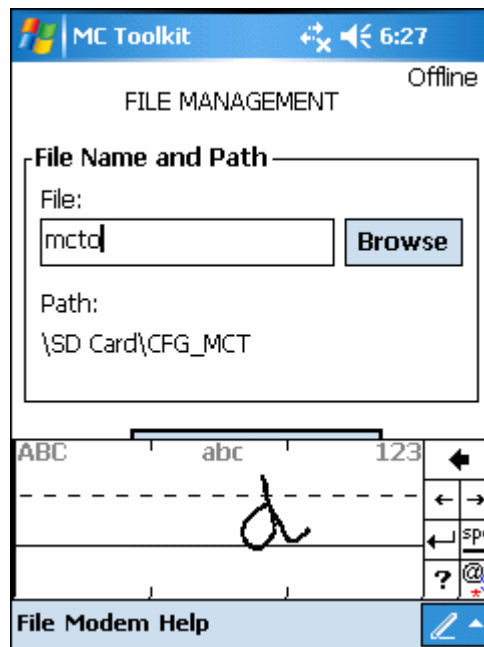 MC Toolkit 6:27
Offline
FILE MANAGEMENT
File Name and Path
File:
mcto
Browse
Path:
\SD Card\CFG_MCT
ABC abc 123
d
?
@
*
File Modem Help